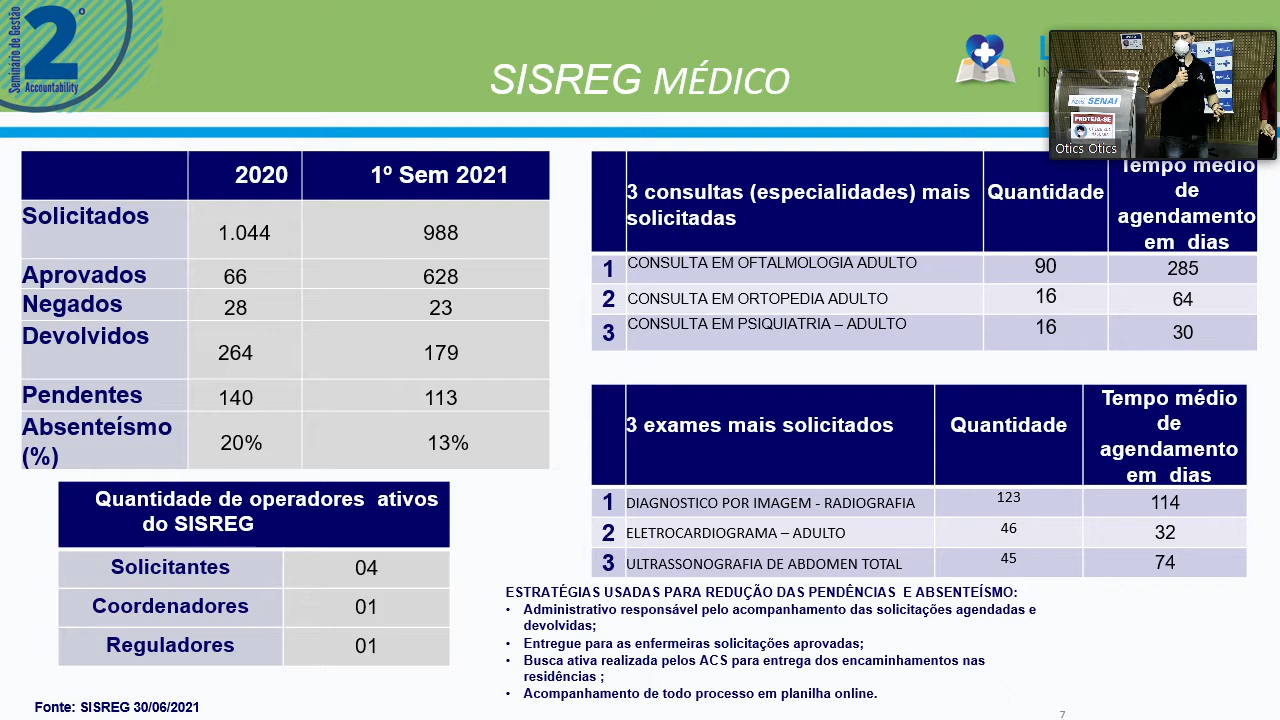 Seminário de Gestão
2º
Accountability
SISREG MÉDICO
SENAI
PROTEJA-SE
Otics Otics
2020 1º Sem 2021
Solicitados 1.044 988
Aprovados 66 628
Negados 28 23
Devolvidos 264 179
Pendentes 140 113
Absenteísmo
(%) 20% 13%
Quantidade de operadores ativos
do SISREG
Solicitantes 04
Coordenadores 01
Reguladores 01
Fonte: SISREG 30/06/2021
3 consultas (especialidades) mais
solicitadas
Quantidade
Tempo médio
de
agendamento
em dias
1 CONSULTA EM OFTALMOLOGIA ADULTO 90 285
2 CONSULTA EM ORTOPEDIA ADULTO 16 64
3 CONSULTA EM PSIQUIATRIA – ADULTO 16 30
3 exames mais solicitados
Quantidade
Tempo médio
de
agendamento
em dias
1 DIAGNOSTICO POR IMAGEM - RADIOGRAFIA 123 114
2 ELETROCARDIOGRAMA – ADULTO 46 32
3 ULTRASSONOGRAFIA DE ABDOMEN TOTAL 45 74
ESTRATÉGIAS USADAS PARA REDUÇÃO DAS PENDÊNCIAS E ABSENTEÍSMO:
• Administrativo responsável pelo acompanhamento das solicitações agendadas e
devolvidas;
• Entregue para as enfermeiras solicitações aprovadas;
• Busca ativa realizada pelos ACS para entrega dos encaminhamentos nas
residências ;
• Acompanhamento de todo processo em planilha online.
7